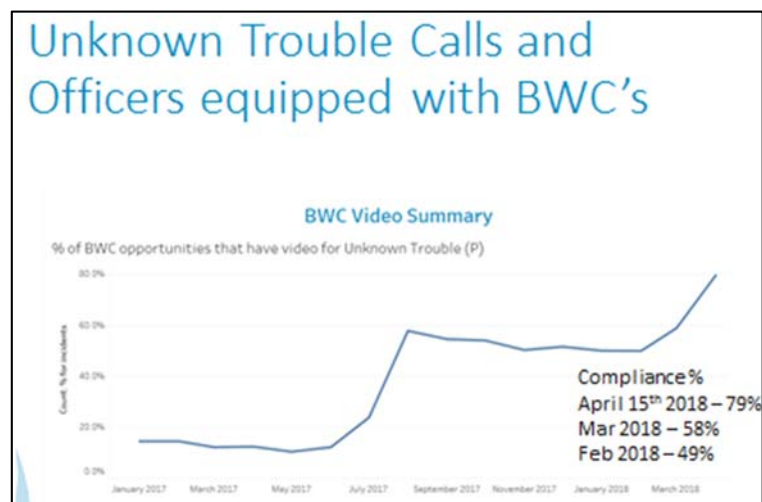 Unknown Trouble Calls and
Officers equipped with BWC's
BWC Video Summary
% of BWC opportunities that have video for Unknown Trouble (P)
80.0%
60.0%
40.0%
20.0%
0.0%
Count, % for incidents
Compliance%
April 15th 2018 – 79%
Mar 2018 – 58%
Feb 2018 – 49%
January 2017
March 2017
May 2017
July 2017
September 2017
November 2017
January 2018
March 2018